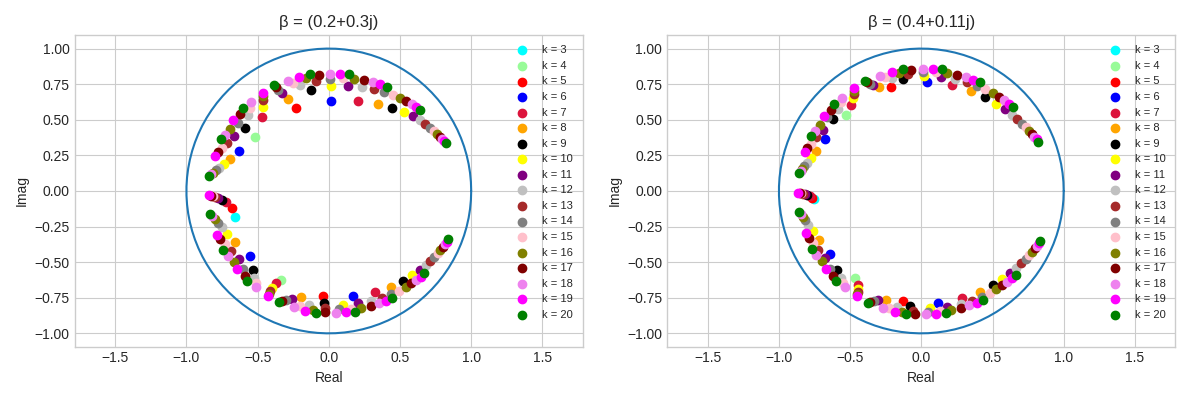 β = (0.2+0.3j)
1.00
0.75
0.50
0.25
0.00
−0.25
−0.50
−0.75
−1.00
Imag
−1.5
−1.0
−0.5
0.0
0.5
1.0
1.5
Real
k = 3
k = 4
k = 5
k = 6
k = 7
k = 8
k = 9
k = 10
k = 11
k = 12
k = 13
k = 14
k = 15
k = 16
k = 17
k = 18
k = 19
k = 20
β = (0.4+0.11j)
1.00
0.75
0.50
0.25
0.00
−0.25
−0.50
−0.75
−1.00
Imag
−1.5
−1.0
−0.5
0.0
0.5
1.0
1.5
Real
k = 3
k = 4
k = 5
k = 6
k = 7
k = 8
k = 9
k = 10
k = 11
k = 12
k = 13
k = 14
k = 15
k = 16
k = 17
k = 18
k = 19
k = 20